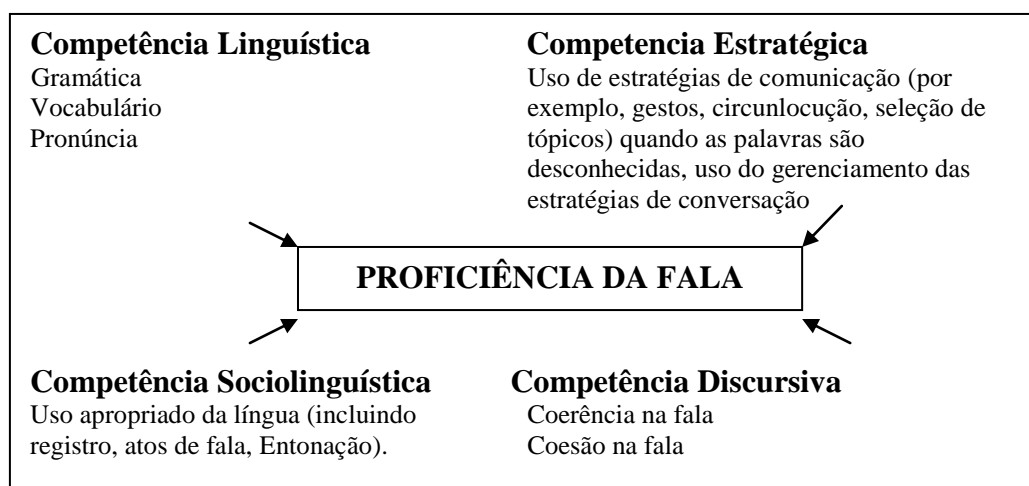 Competência Linguística
Gramática
Vocabulário
Pronúncia
Competencia Estratégica
Uso de estratégias de comunicação (por
exemplo, gestos, circunlocução, seleção de
tópicos) quando as palavras são
desconhecidas, uso do gerenciamento das
estratégias de conversação
PROFICIÊNCIA DA FALA
Competência Sociolinguística
Uso apropriado da língua (incluindo
registro, atos de fala, Entonação).
Competência Discursiva
Coerência na fala
Coesão na fala